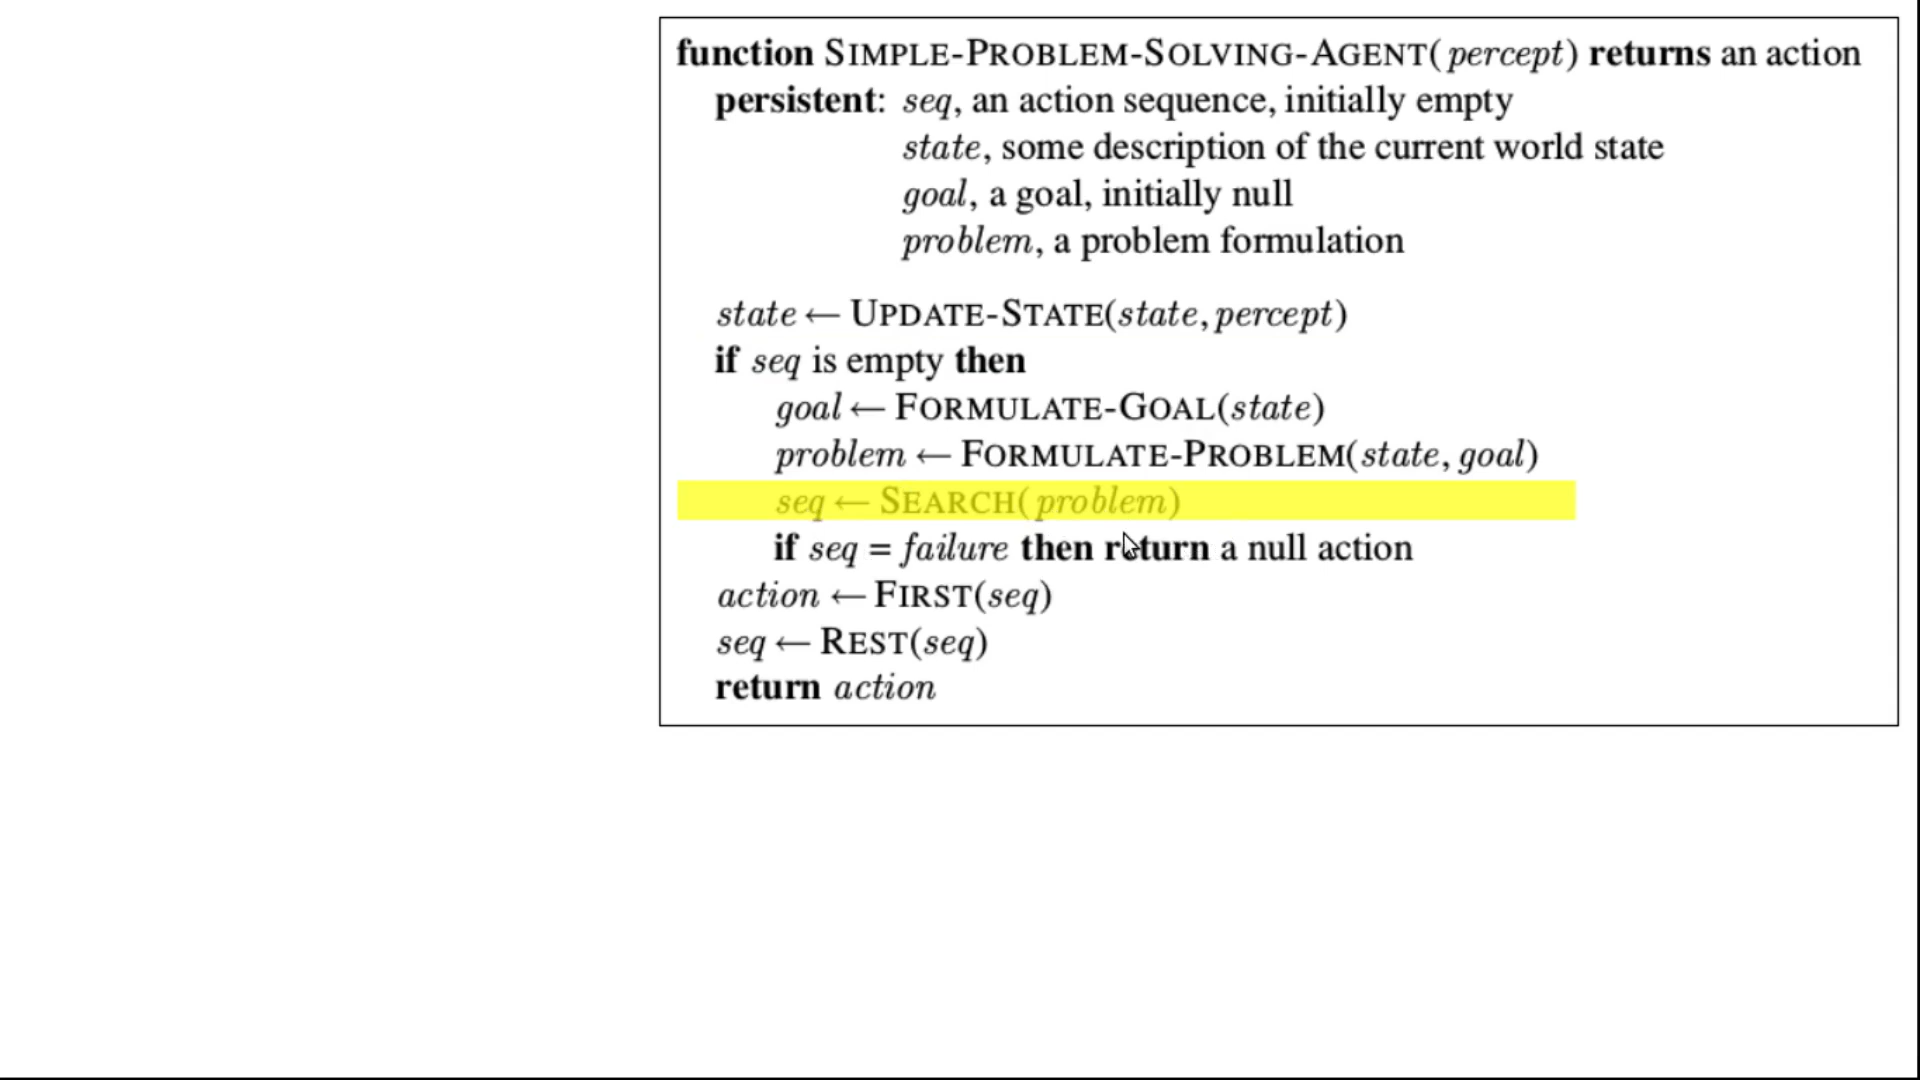 function SIMPLE-PROBLEM-SOLVING-AGENT(percept) returns an action
persistent: seq, an action sequence, initially empty
state, some description of the current world state
goal, a goal, initially null
problem, a problem formulation
state ← UPDATE-STATE(state, percept)
if seq is empty then
goal ← FORMULATE-GOAL(state)
problem ← FORMULATE-PROBLEM(state, goal)
seq ← SEARCH(problem)
if seq = failure then return a null action
action ← FIRST(seq)
seq ← REST(seq)
return action